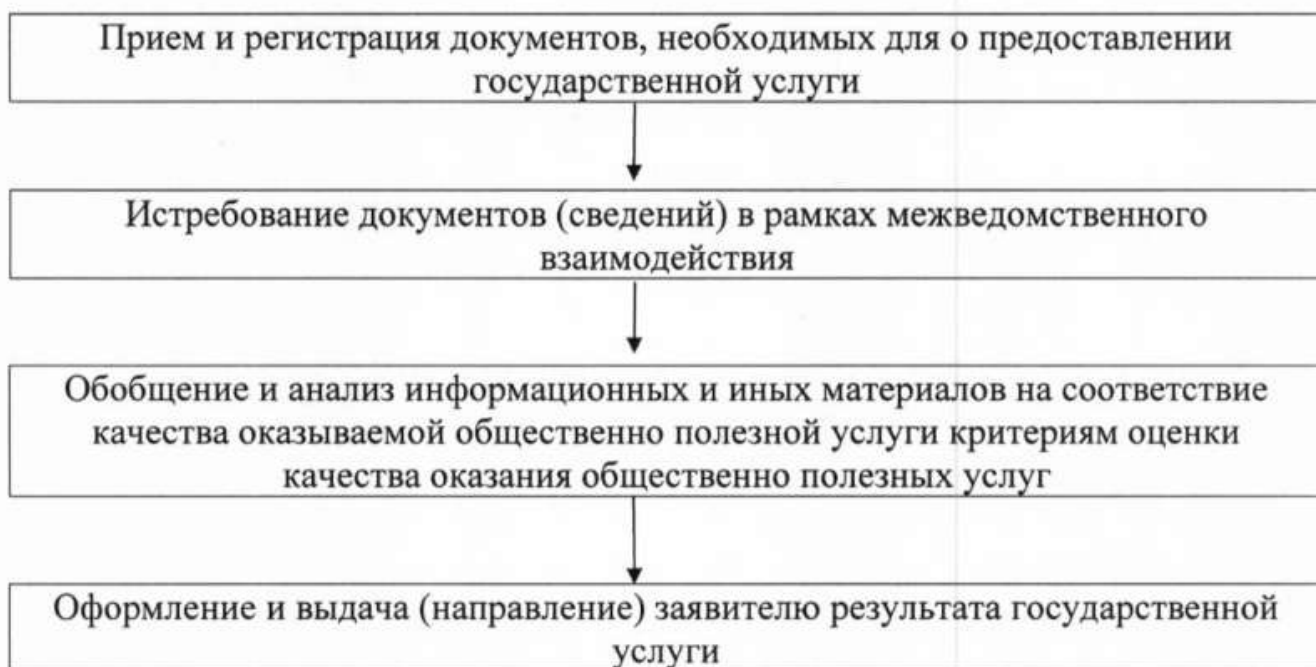 Прием и регистрация документов, необходимых для о предоставлении
государственной услуги
Истребование документов (сведений) в рамках межведомственного
взаимодействия
Обобщение и анализ информационных и иных материалов на соответствие
качества оказываемой общественно полезной услуги критериям оценки
качества оказания общественно полезных услуг
Оформление и выдача (направление) заявителю результата государственной
услуги